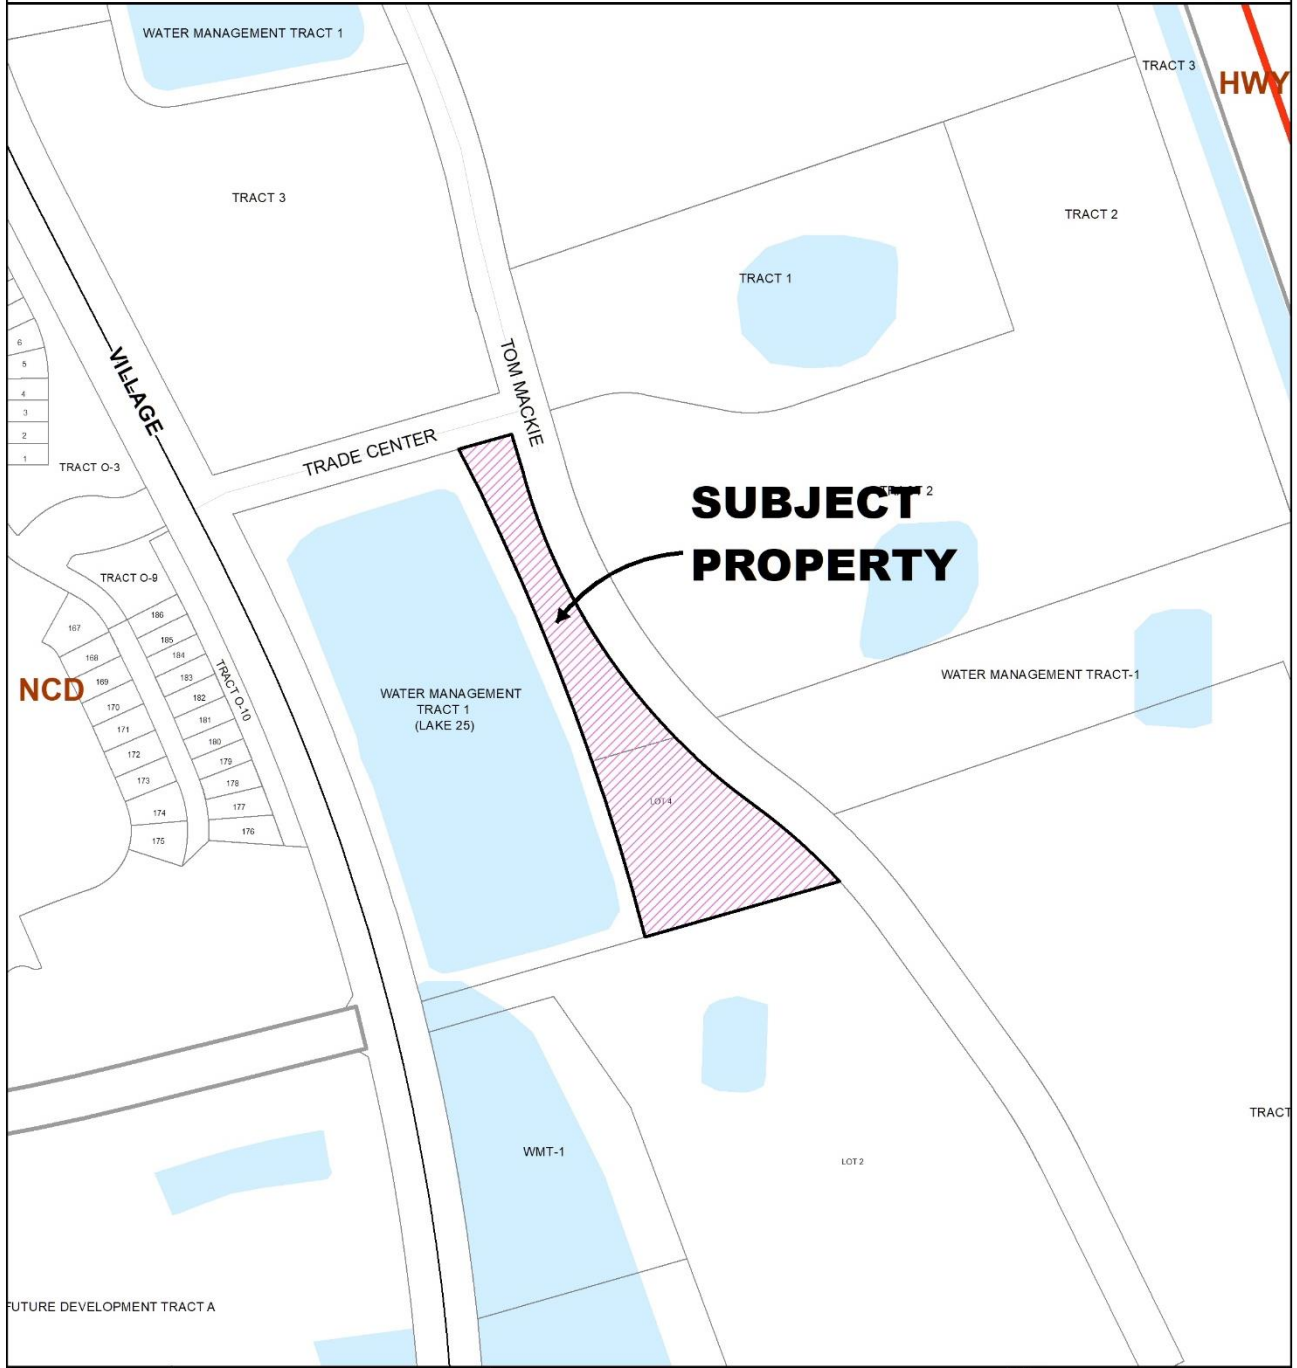 WATER MANAGEMENT TRACT 1
TRACT 3
HWY
TRACT 3
TRACT 2
TRACT 1
6
5
4
3
2
1
VILLAGE
TOM MACKIE
TRADE CENTER
TRACT O-3
SUBJECT
TRACT 2
PROPERTY
TRACT O-9
167
168
169
170
171
172
173
174
175
186
185
184
183
182
181
180
179
178
177
176
TRACT O-10
NCD
WATER MANAGEMENT
TRACT 1
(LAKE 25)
WATER MANAGEMENT TRACT-1
LOT 4
TRACT
WMT-1
LOT 2
FUTURE DEVELOPMENT TRACT A